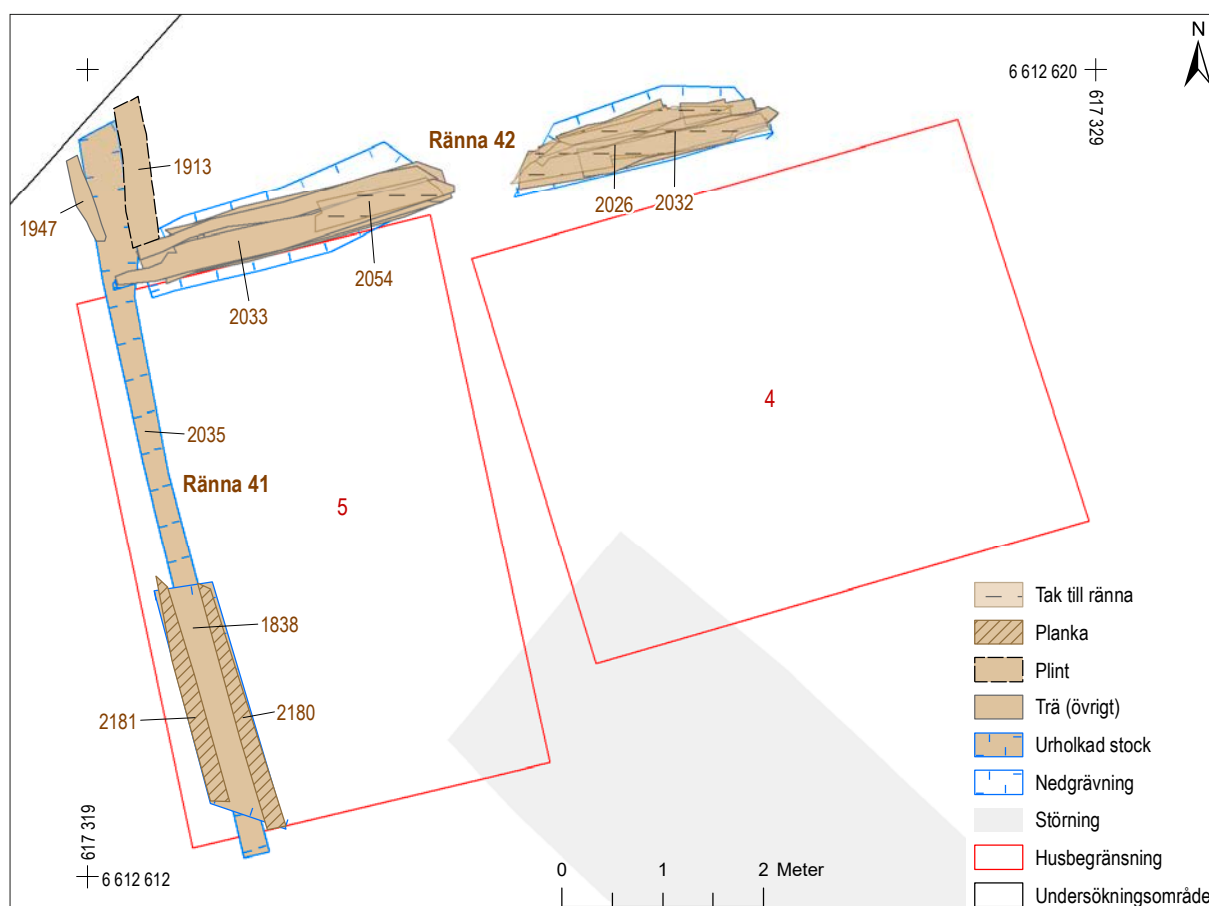 N
6 612 620
617 329
Ränna 42
1913
1947
2026
2032
2054
2033
4
2035
Ränna 41
5
1838
2181
2180
617 319
6 612 612
0 1 2 Meter
Tak till ränna
Planka
Plint
Trä (övrigt)
Urholkad stock
Nedgrävning
Störning
Husbegränsning
Undersökningsområde